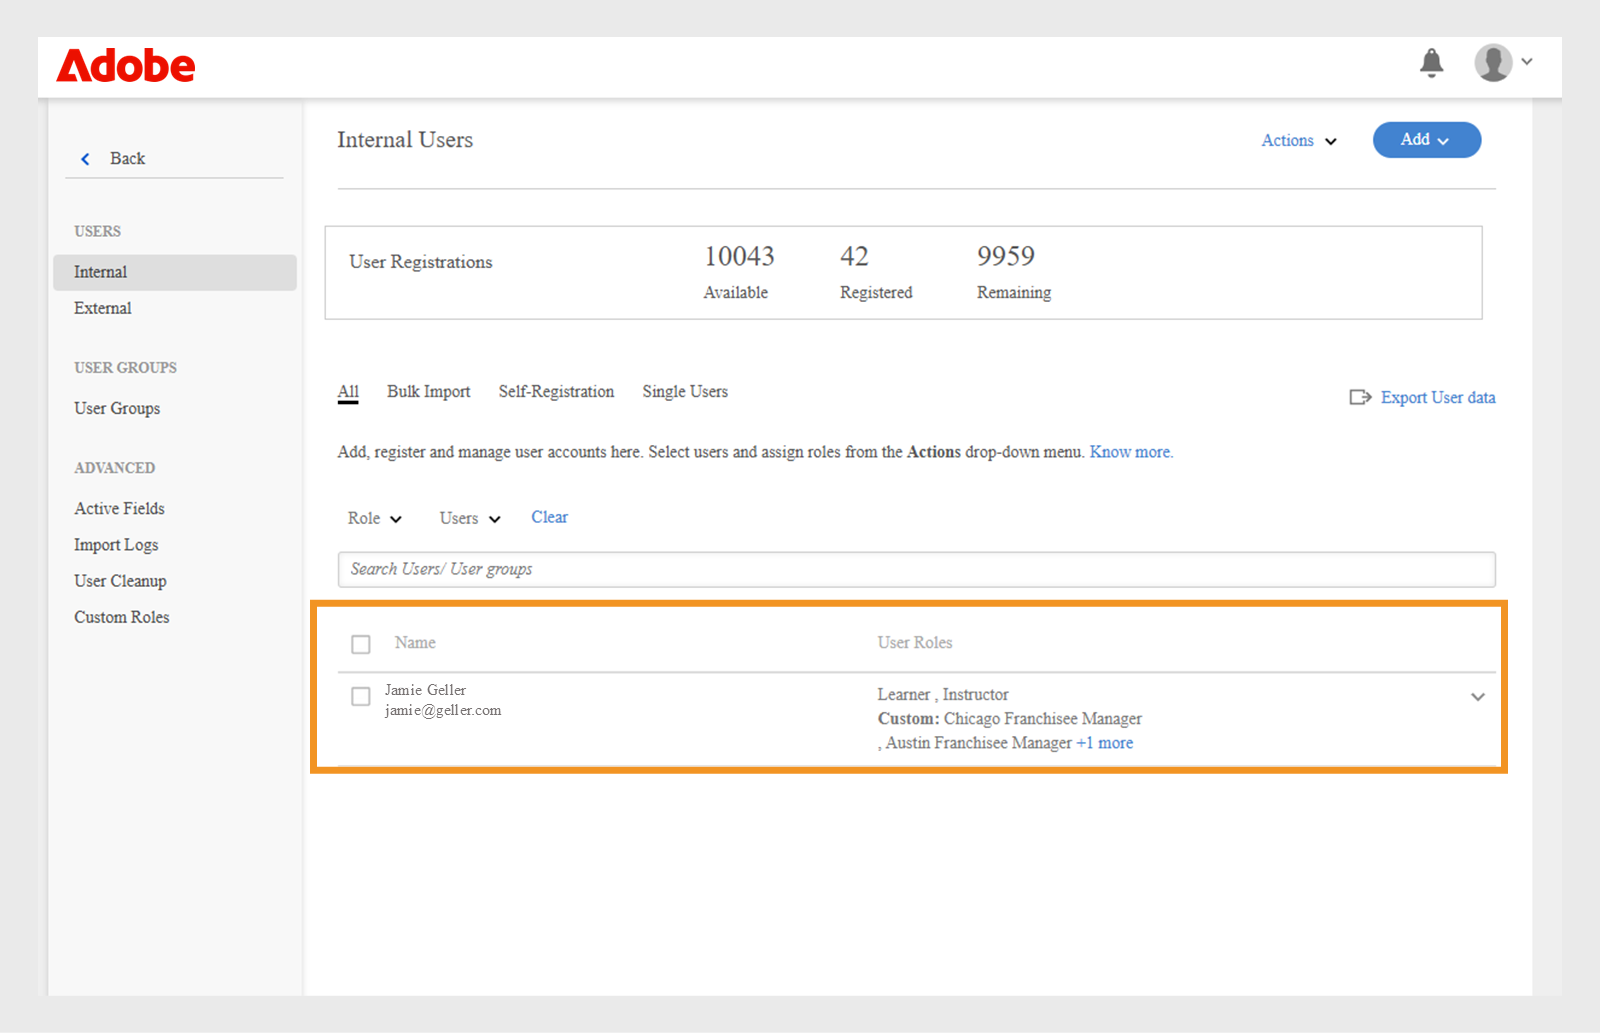 Adobe
Back
USERS
Internal
External
USER GROUPS
User Groups
ADVANCED
Active Fields
Import Logs
User Cleanup
Custom Roles
Internal Users
Actions
Add
User Registrations
10043
Available
42
Registered
9959
Remaining
All Bulk Import Self-Registration Single Users
Export User data
Add, register and manage user accounts here. Select users and assign roles from the Actions drop-down menu. Know more.
Role Users Clear
Search Users/ User groups
Name User Roles
Jamie Geller
jamie@geller.com
Learner , Instructor
Custom: Chicago Franchisee Manager
, Austin Franchisee Manager +1 more